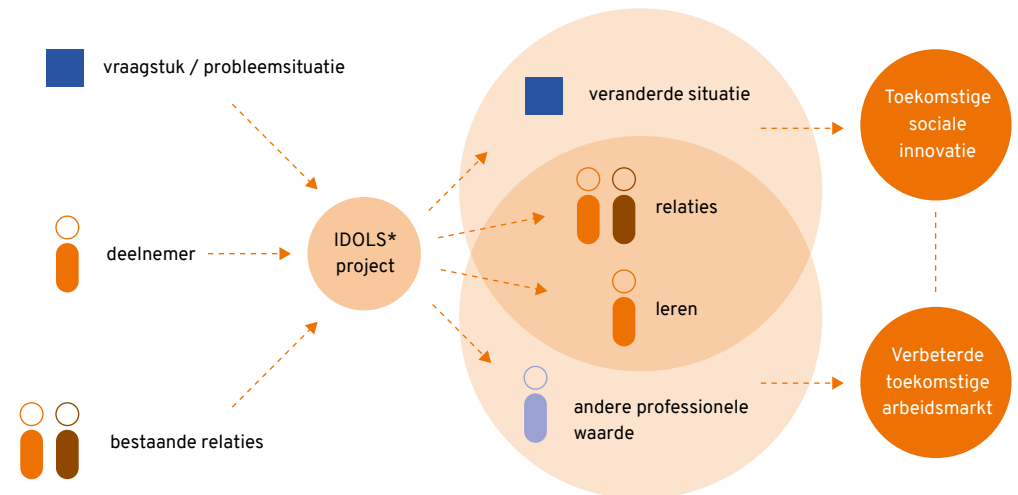 vraagstuk / probleemsituatie
deelnemer
bestaande relaties
IDOLS*
project
veranderde situatie
relaties
leren
andere professionele
waarde
Toekomstige
sociale
innovatie
Verbeterde
toekomstige
arbeidsmarkt